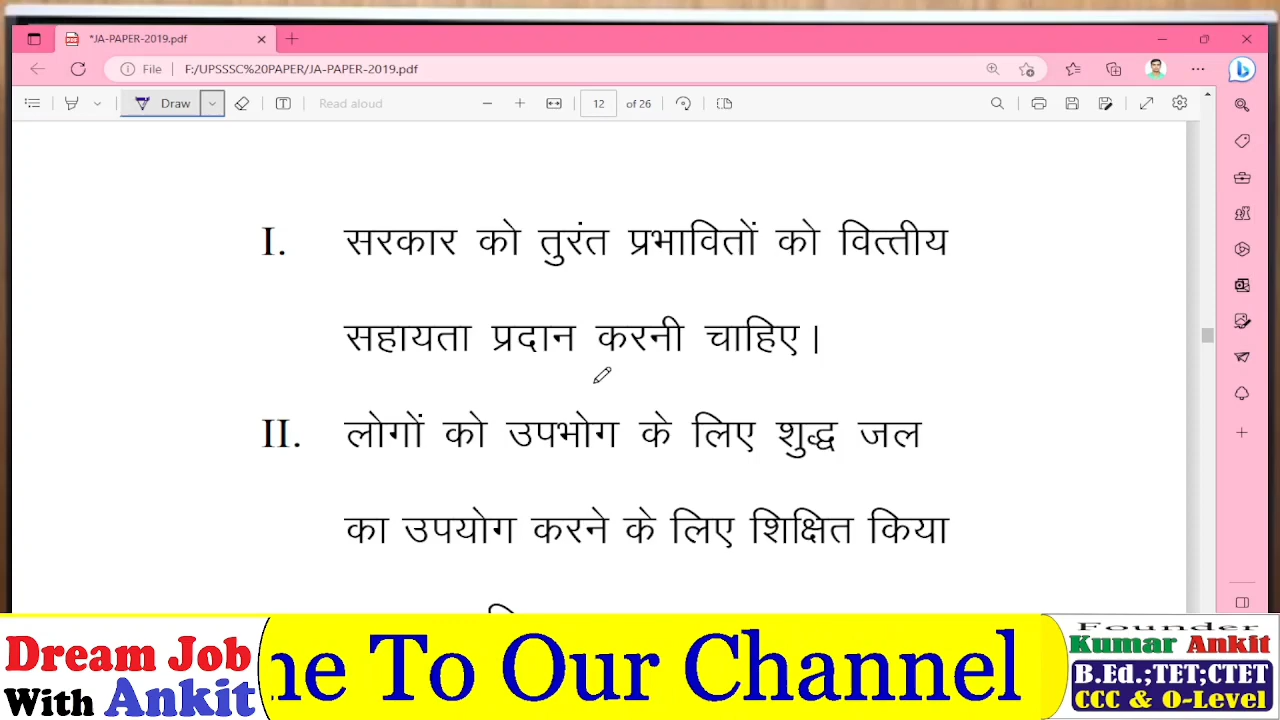 *JA-PAPER-2019.pdf
File F:/UPSSSC%20PAPER/JA-PAPER-2019.pdf
Draw Read aloud 12 of 26
I. सरकार को तुरंत प्रभावितों को वित्तीय
सहायता प्रदान करनी चाहिए।
II. लोगों को उपभोग के लिए शुद्ध जल
का उपयोग करने के लिए शिक्षित किया
Dream Job
With Ankit
To Our Channel
Founder
Kumar Ankit
B.Ed.;TET;CTET
CCC & O-Level